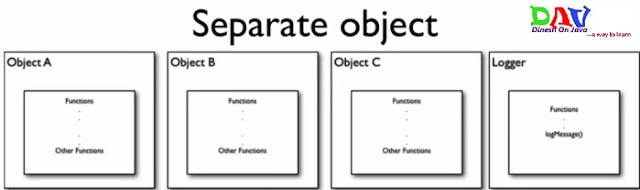 Separate object
DAV
Dinesh On Java
...a way to learn
Object A
Functions
.
.
.
Other Functions
Object B
Functions
.
.
.
Other Functions
Object C
Functions
.
.
.
Other Functions
Logger
Functions
.
.
logMessage()